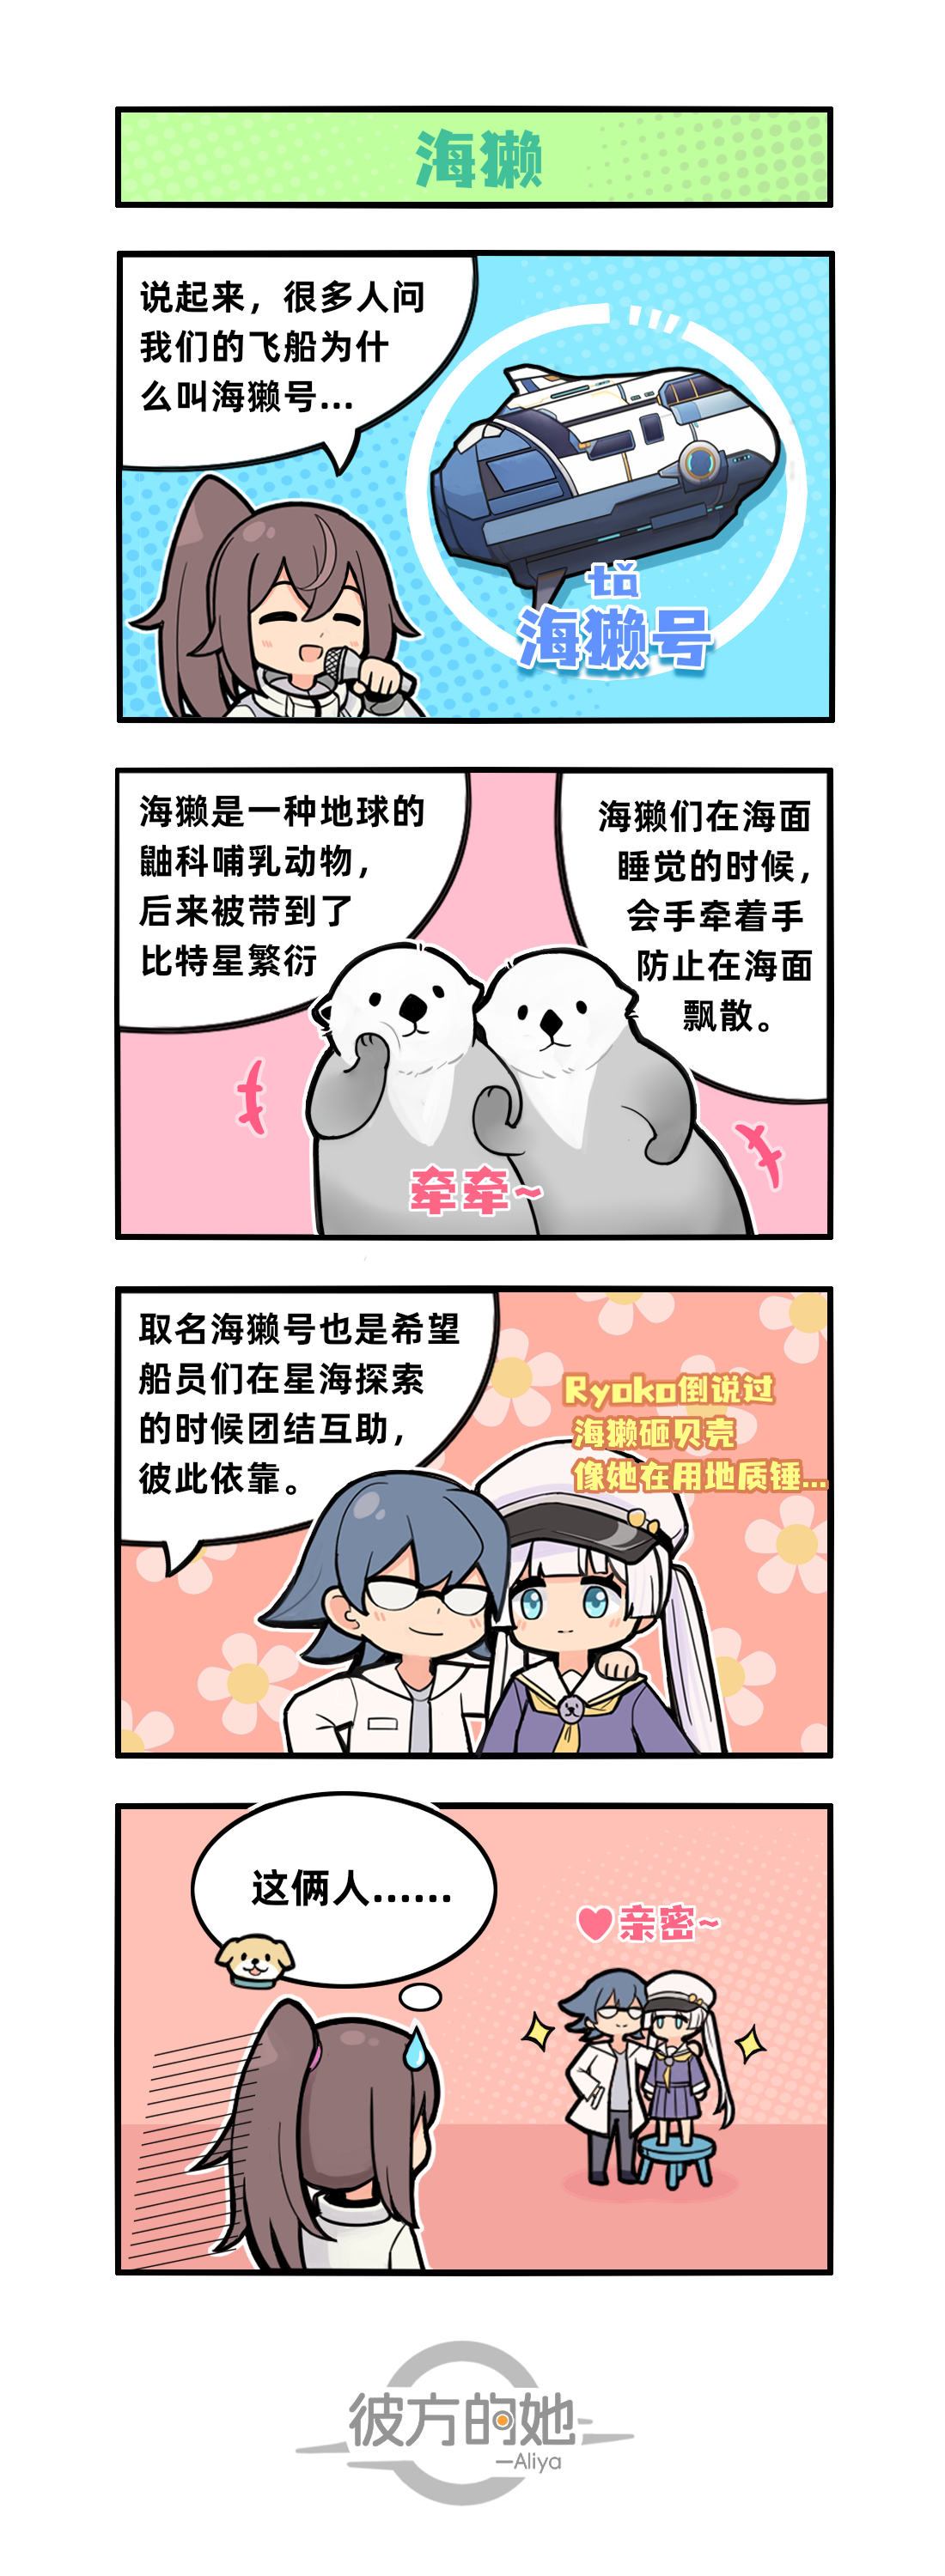 海獭
说起来，很多人问
我们的飞船为什
么叫海獭号...
tǎ
海獭号
海獭是一种地球的
鼬科哺乳动物，
后来被带到了
比特星繁衍
海獭们在海面
睡觉的时候，
会手牵着手
防止在海面
飘散。
牵牵~
取名海獭号也是希望
船员们在星海探索
的时候团结互助，
彼此依靠。
Ryoko倒说过
海獭砸贝壳
像她在用地质锤...
这俩人......
亲密~
彼方的她
—Aliya